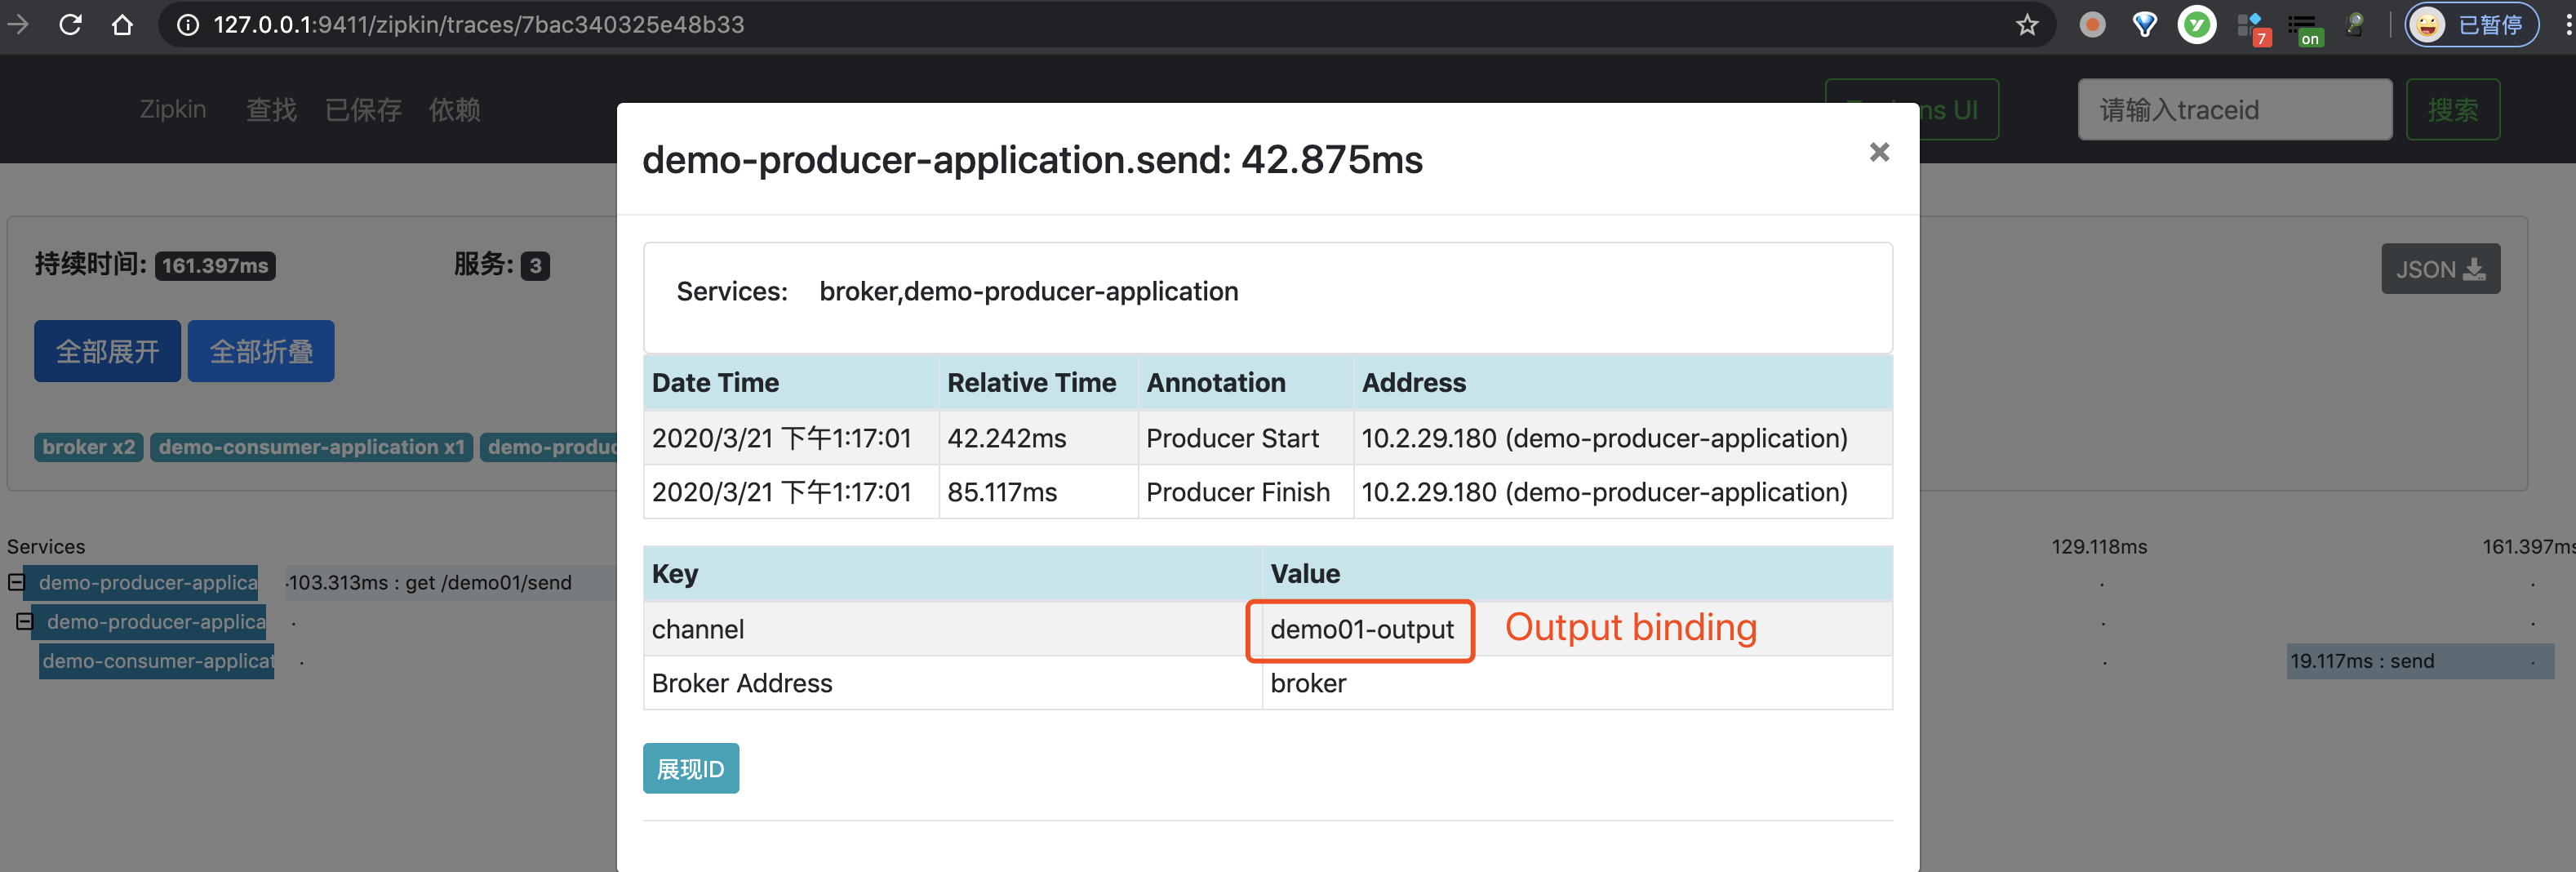 127.0.0.1:9411/zipkin/traces/7bac340325e48b33
7
on
已暂停
Zipkin 查找 已保存 依赖
ns UI
请输入traceid
搜索
demo-producer-application.send: 42.875ms
×
持续时间: 161.397ms
服务: 3
JSON
Services: broker,demo-producer-application
全部展开 全部折叠
Date Time Relative Time Annotation Address
2020/3/21 下午1:17:01 42.242ms Producer Start 10.2.29.180 (demo-producer-application)
broker x2 demo-consumer-application x1 demo-produc
2020/3/21 下午1:17:01 85.117ms Producer Finish 10.2.29.180 (demo-producer-application)
Services
129.118ms 161.397ms
Key Value
demo-producer-applica 103.313ms : get /demo01/send
demo-producer-applica
channel demo01-output Output binding
demo-consumer-applicat
19.117ms : send
Broker Address broker
展现ID